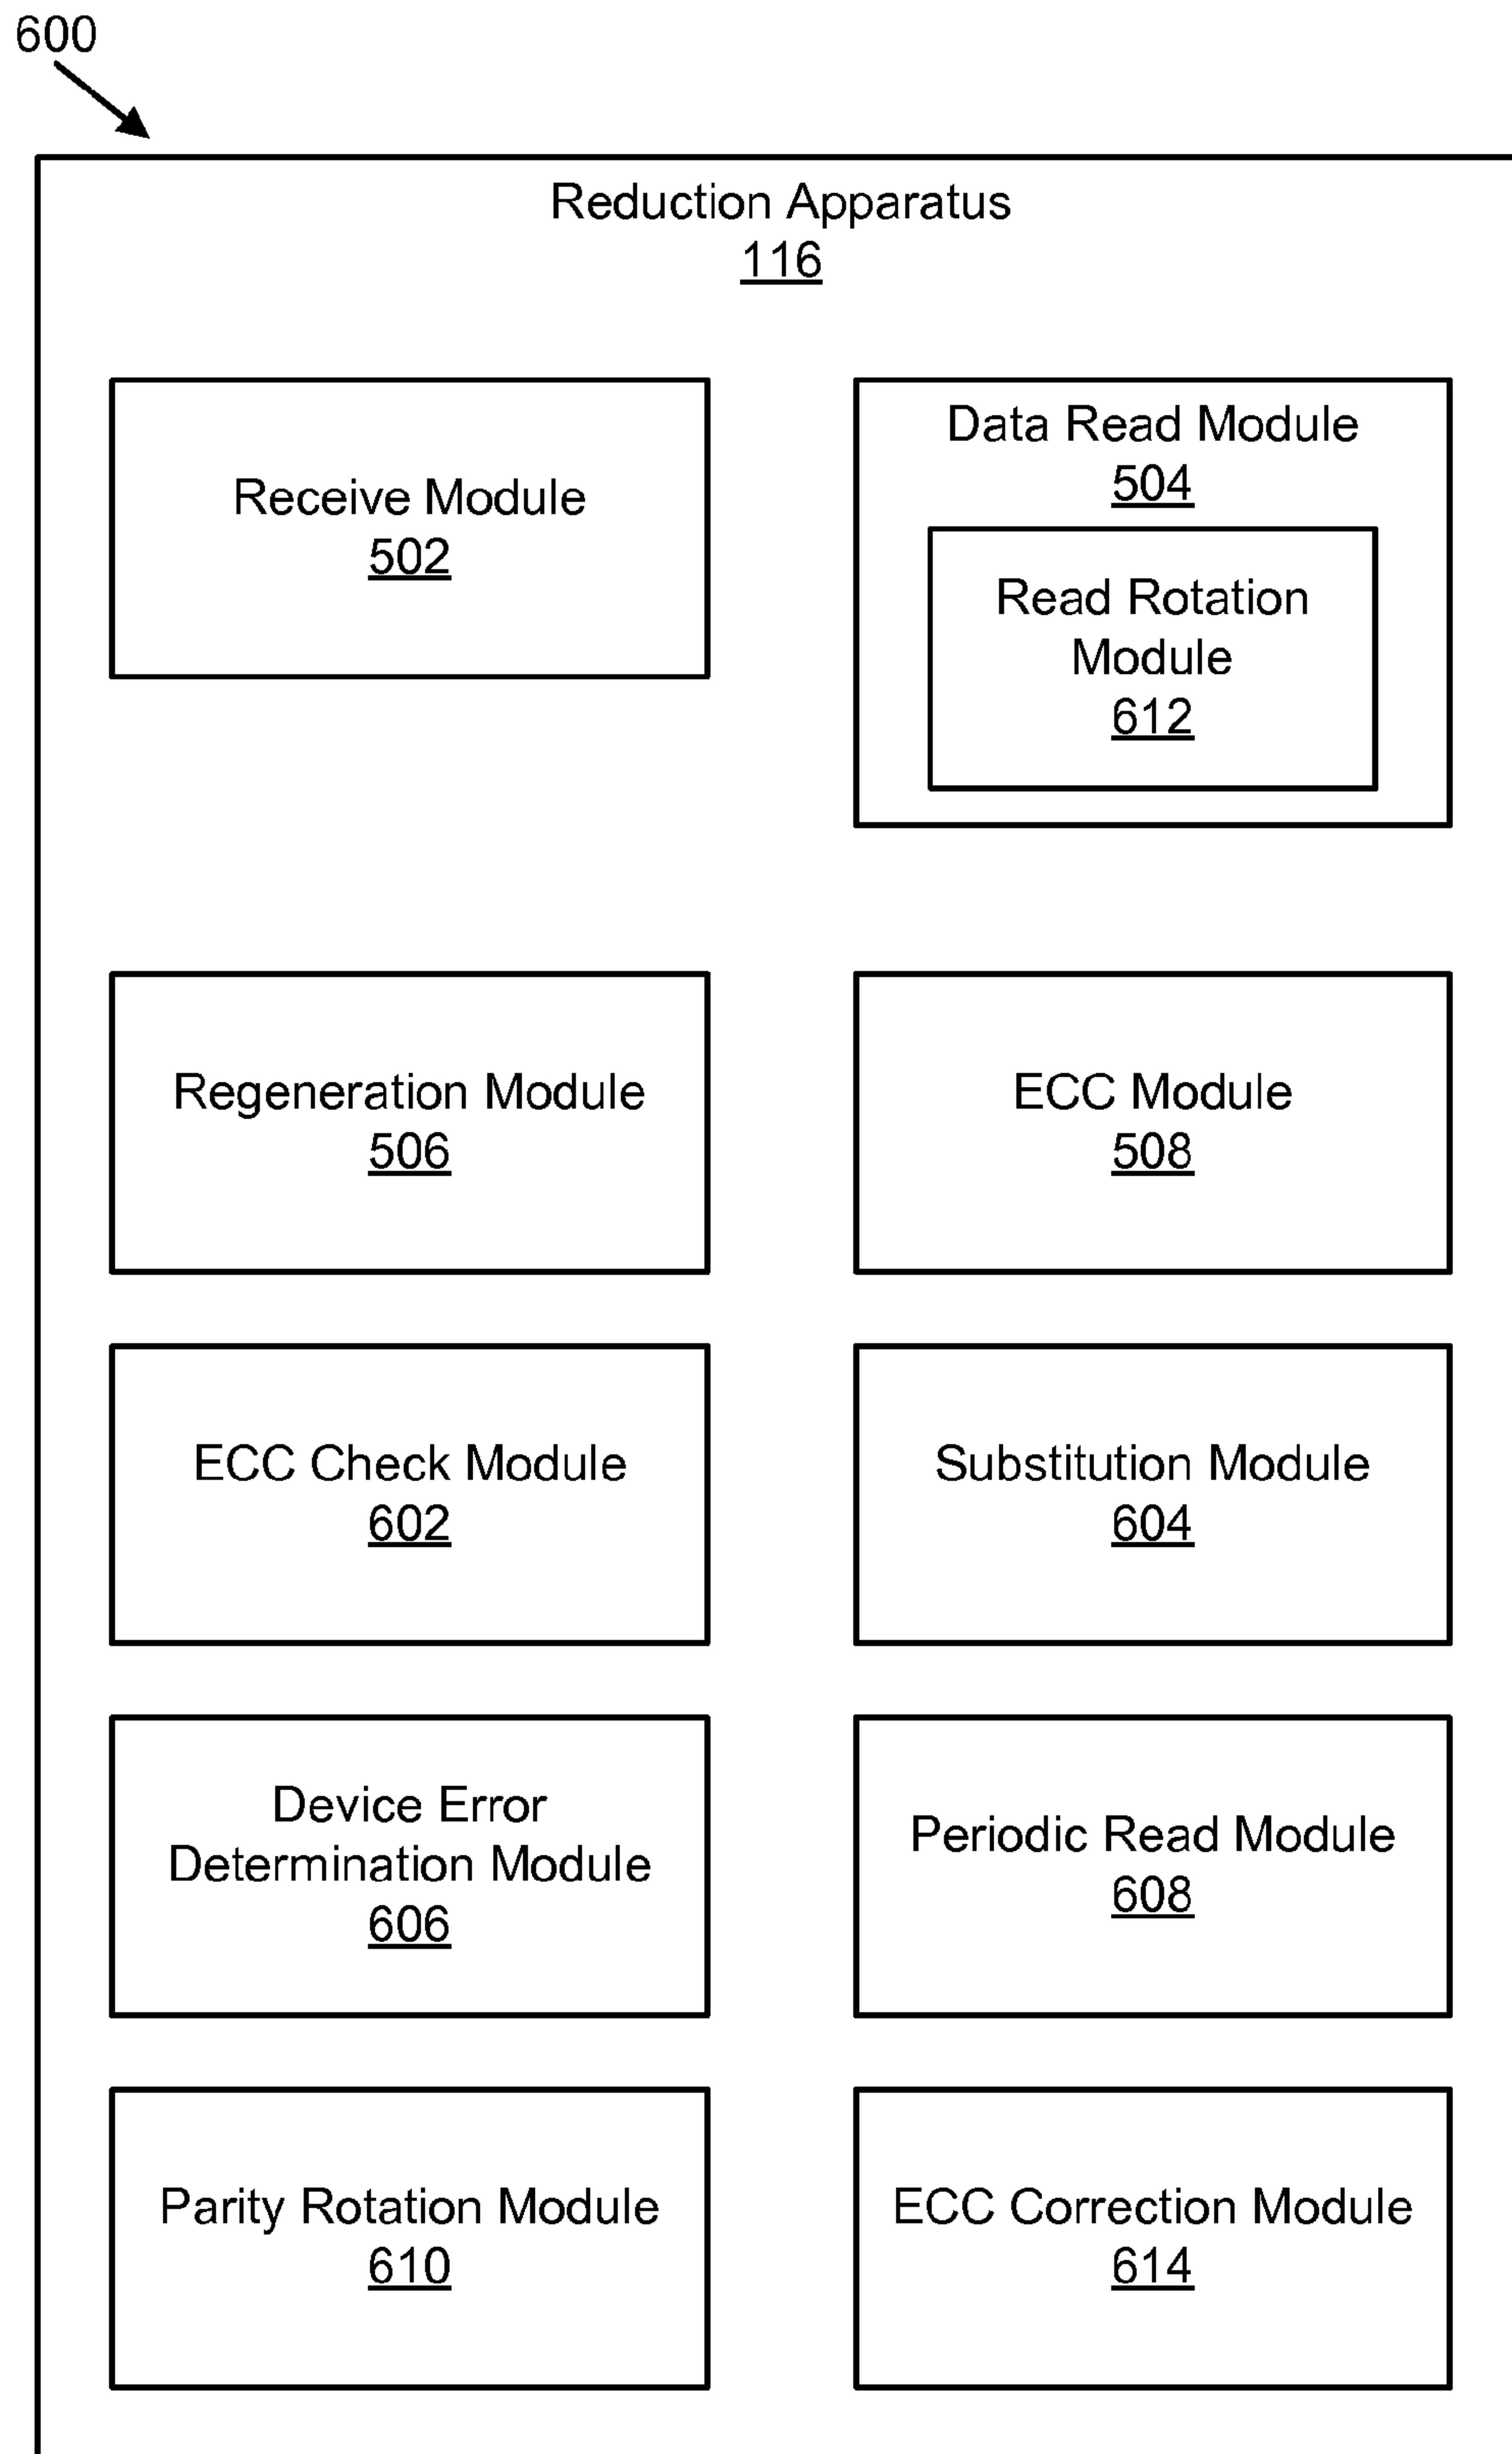 600
Reduction Apparatus
116
Receive Module
502
Data Read Module
504
Read Rotation
Module
612
Regeneration Module
506
ECC Module
508
ECC Check Module
602
Substitution Module
604
Device Error
Determination Module
606
Periodic Read Module
608
Party Rotation Module
610
ECC Correction Module
614